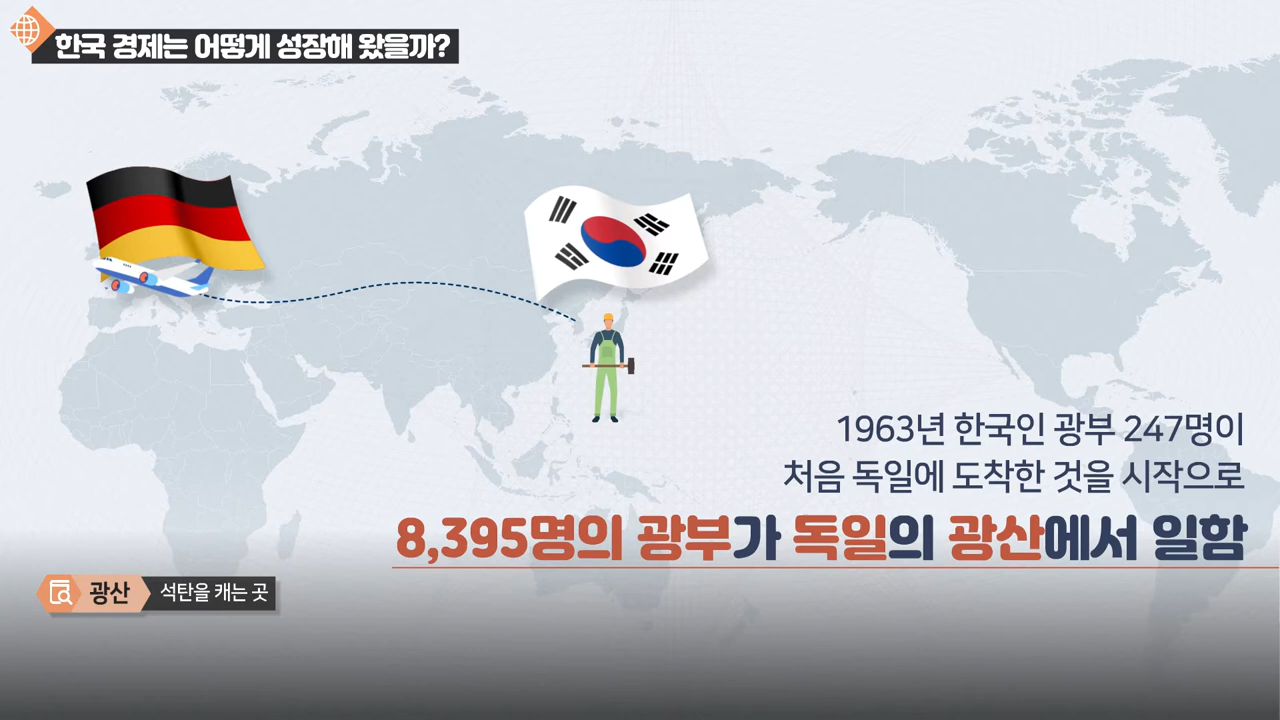 한국 경제는 어떻게 성장해 왔을까?
1963년 한국인 광부 247명이
처음 독일에 도착한 것을 시작으로
8,395명의 광부가 독일의 광산에서 일함
광산 석탄을 캐는 곳